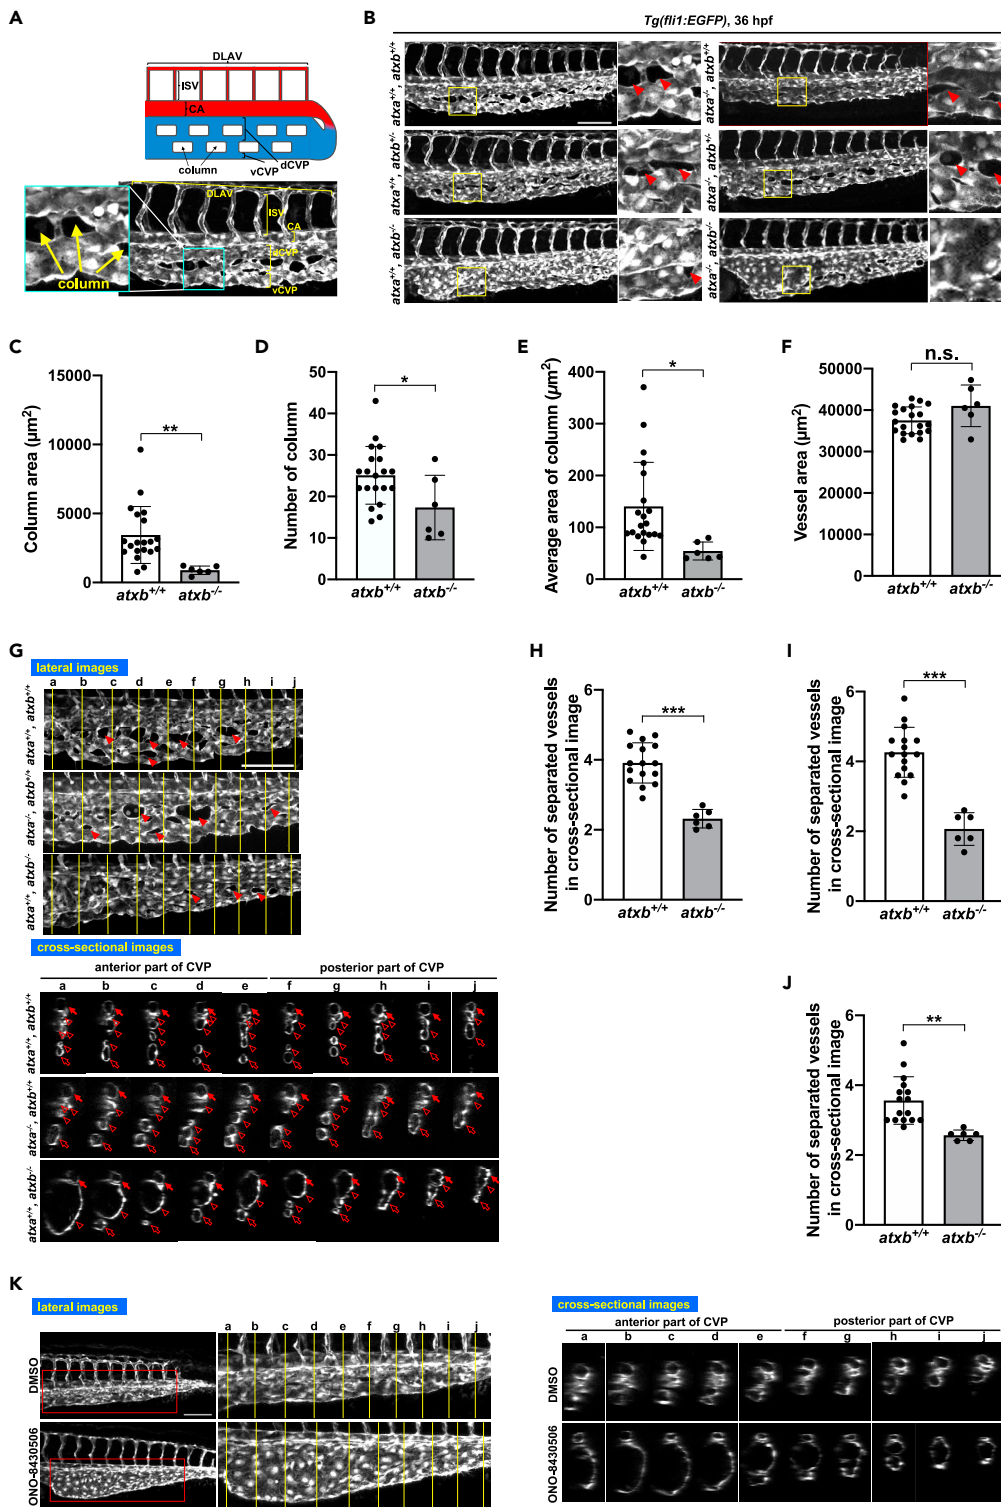 A
DLAV
ISV
CA
column
vCVP
dCVP
DLAV
ISV
CA
dCVP
vCVP
column
B
Tg(fli1:EGFP), 36 hpf
atxa+/+, atxb+/+
atxa-/-, atxb+/+
atxa+/+, atxb+/-
atxa-/-, atxb+/-
atxa+/+, atxb-/-
atxa-/-, atxb-/-
C
Column area (µm²)
15000
10000
5000
0
**
atxb+/+
atxb-/-
D
Number of column
50
40
30
20
10
0
*
atxb+/+
atxb-/-
E
Average area of column (µm²)
400
300
200
100
0
*
atxb+/+
atxb-/-
F
Vessel area (µm²)
50000
40000
30000
20000
10000
0
n.s.
atxb+/+
atxb-/-
G
lateral images
a b c d e f g h i j
atxa+/+, atxb+/+
atxa-/-, atxb+/+
atxa+/+, atxb-/-
cross-sectional images
anterior part of CVP posterior part of CVP
a b c d e f g h i j
atxa+/+, atxb+/+
atxa-/-, atxb+/+
atxa+/+, atxb-/-
H
Number of separated vessels
in cross-sectional image
6
4
2
0
***
atxb+/+
atxb-/-
I
Number of separated vessels
in cross-sectional image
6
4
2
0
***
atxb+/+
atxb-/-
J
Number of separated vessels
in cross-sectional image
6
4
2
0
**
atxb+/+
atxb-/-
K
lateral images
a b c d e f g h i j
DMSO
ONO-8430506
cross-sectional images
anterior part of CVP posterior part of CVP
a b c d e f g h i j
DMSO
ONO-8430506